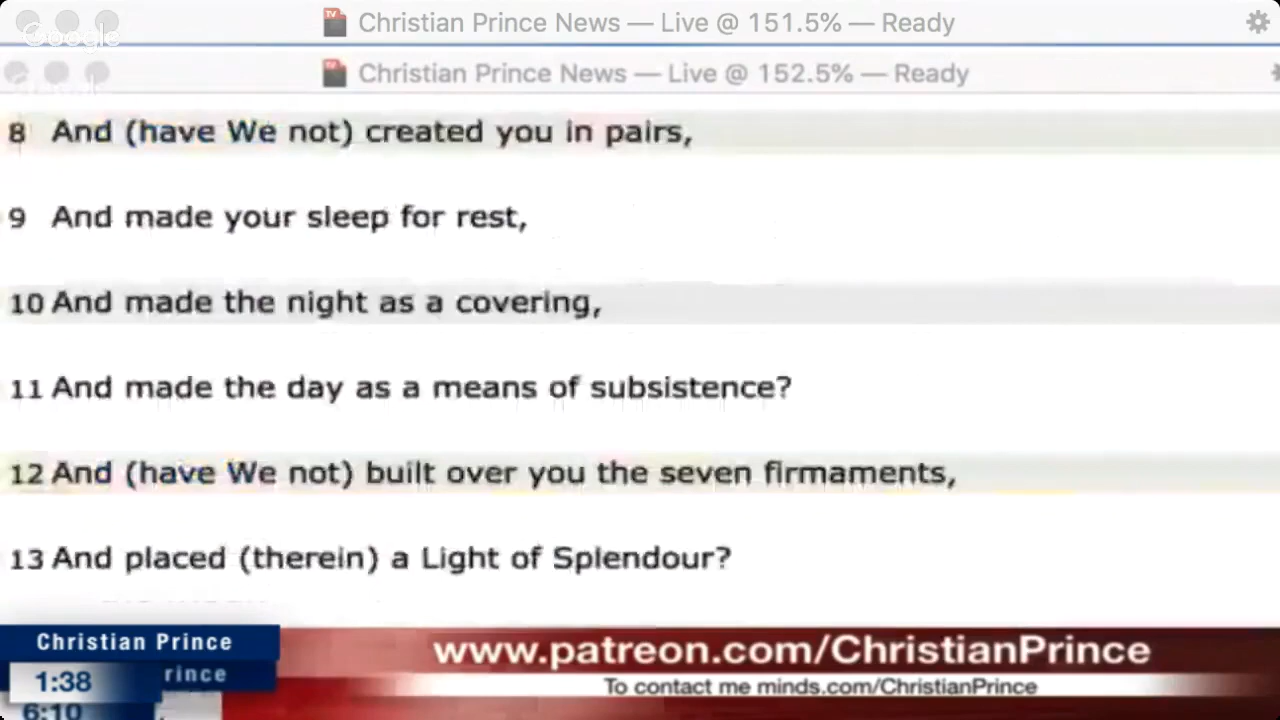 Christian Prince News — Live @ 151.5% — Ready
Google
Christian Prince News — Live @ 152.5% — Ready
8 And (have We not) created you in pairs,
9 And made your sleep for rest,
10 And made the night as a covering,
11 And made the day as a means of subsistence?
12 And (have We not) built over you the seven firmaments,
13 And placed (therein) a Light of Splendour?
Christian Prince
www.patreon.com/ChristianPrince
1:38 rince
To contact me minds.com/ChristianPrince
6:10